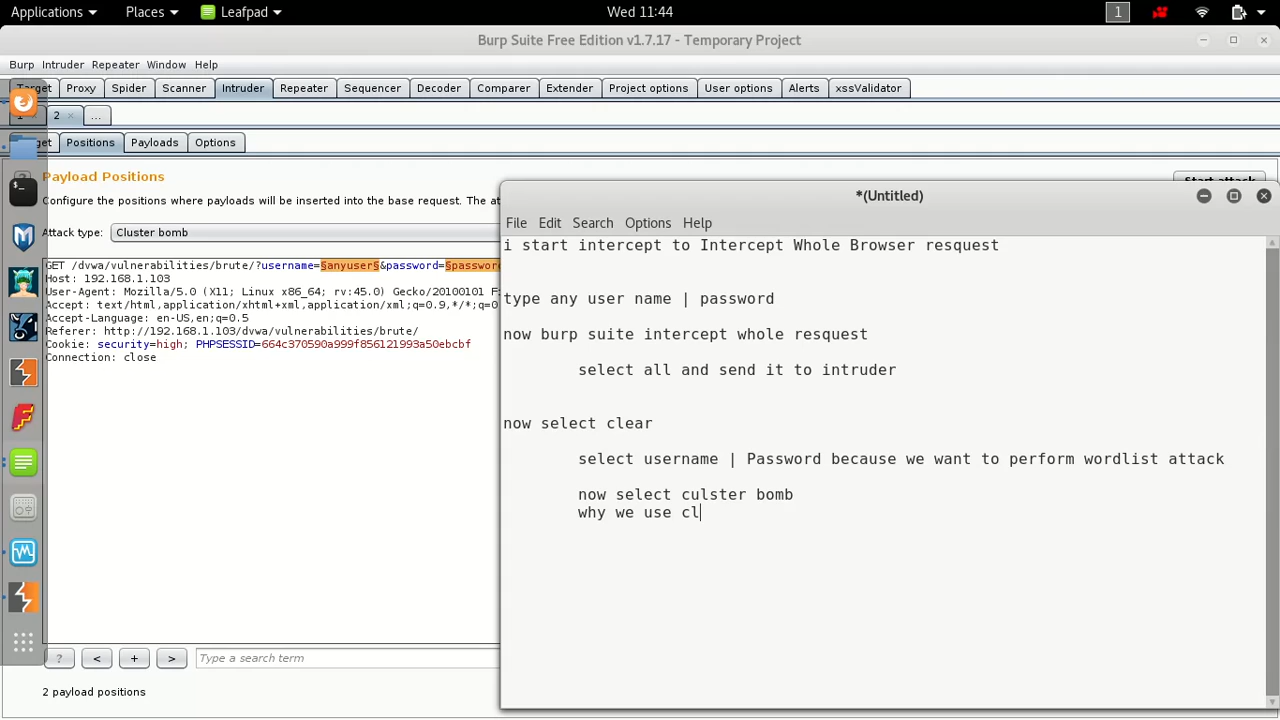 Applications Places Leafpad Wed 11:44 1
Burp Suite Free Edition v1.7.17 - Temporary Project
Burp Intruder Repeater Window Help
Target Proxy Spider Scanner Intruder Repeater Sequencer Decoder Comparer Extender Project options User options Alerts xssValidator
1 × 2 × ...
Positions Payloads Options
Payload Positions
Start attack
Configure the positions where payloads will be inserted into the base request. The at
Attack type: Cluster bomb
GET /dvwa/vulnerabilities/brute/?username=§anyuser§&password=§password
Host: 192.168.1.103
User-Agent: Mozilla/5.0 (X11; Linux x86_64; rv:45.0) Gecko/20100101 Fi
Accept: text/html,application/xhtml+xml,application/xml;q=0.9,*/*;q=0
Accept-Language: en-US,en;q=0.5
Referer: http://192.168.1.103/dvwa/vulnerabilities/brute/
Cookie: security=high; PHPSESSID=664c370590a999f856121993a50ebcbf
Connection: close
? < + > Type a search term
2 payload positions
*(Untitled)
File Edit Search Options Help
i start intercept to Intercept Whole Browser resquest
type any user name | password
now burp suite intercept whole resquest
select all and send it to intruder
now select clear
select username | Password because we want to perform wordlist attack
now select culster bomb
why we use cl